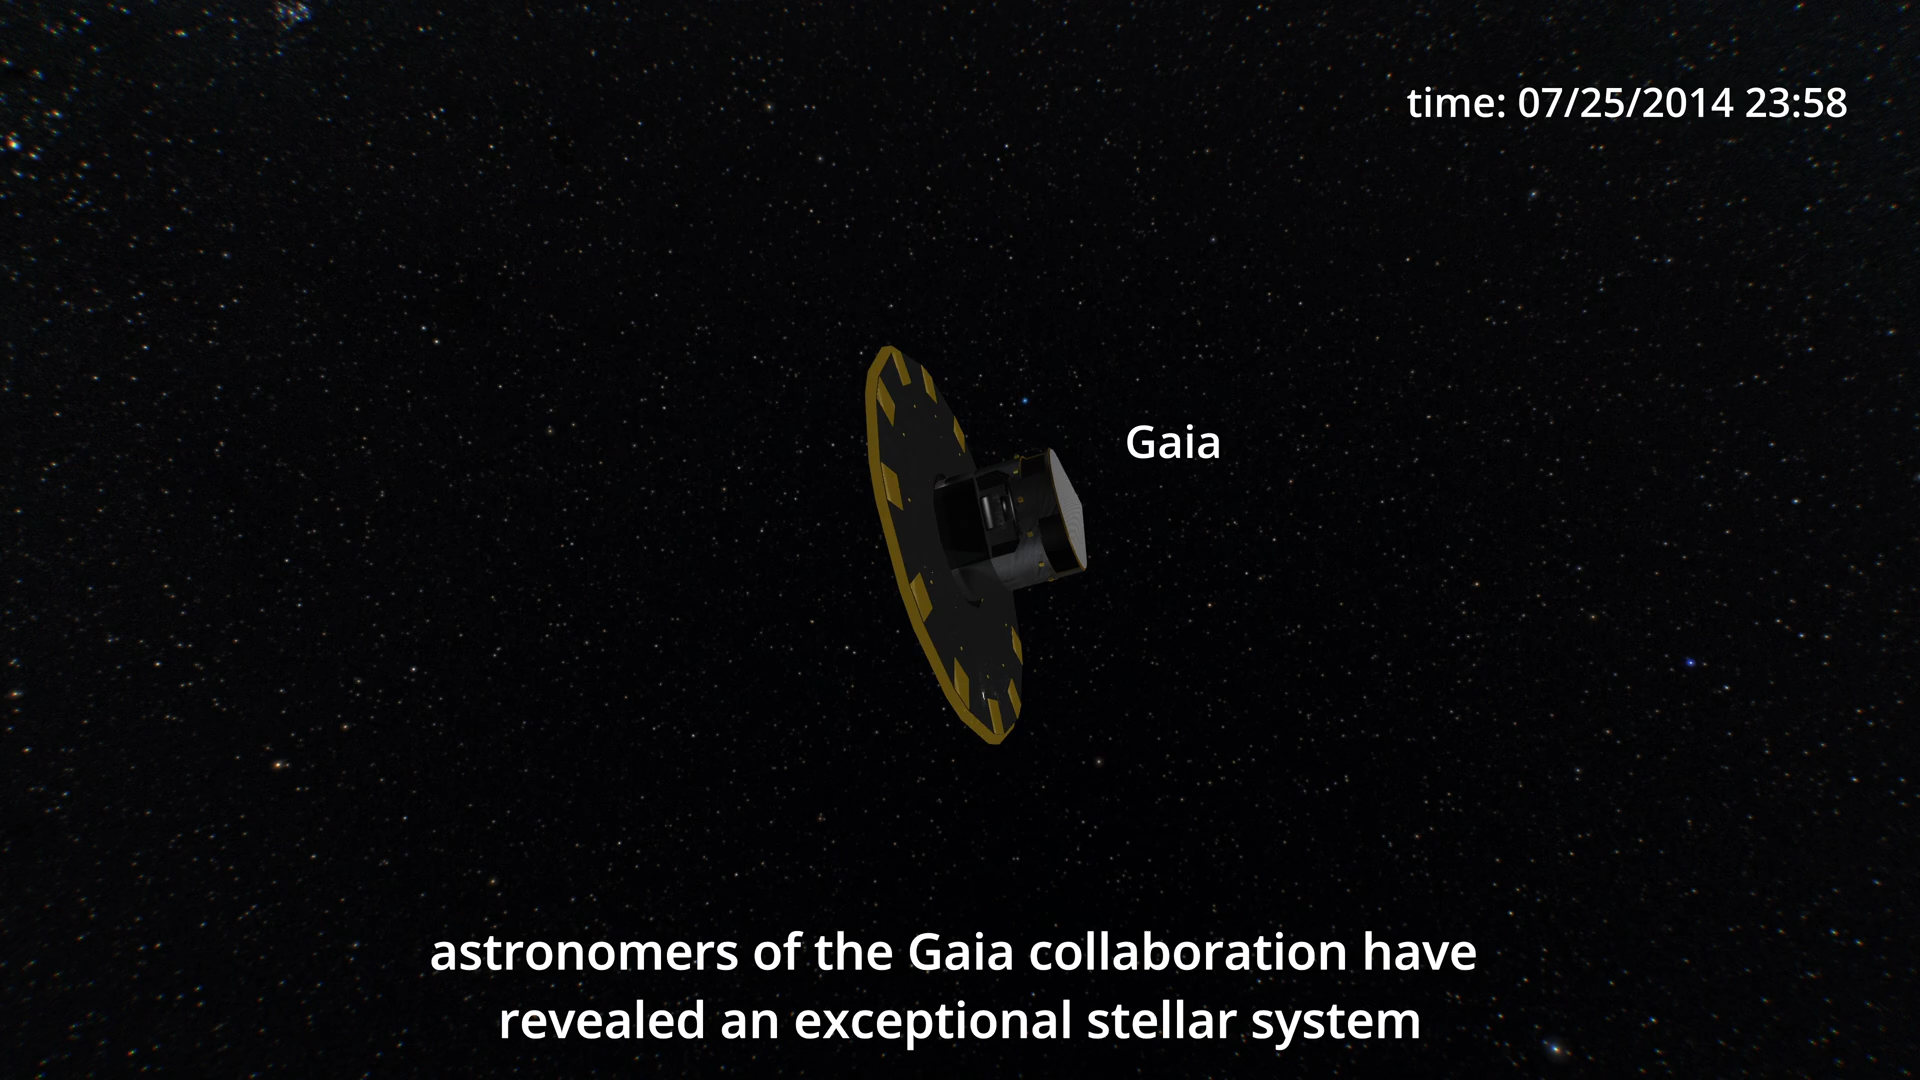 time: 07/25/2014 23:58
Gaia
astronomers of the Gaia collaboration have
revealed an exceptional stellar system